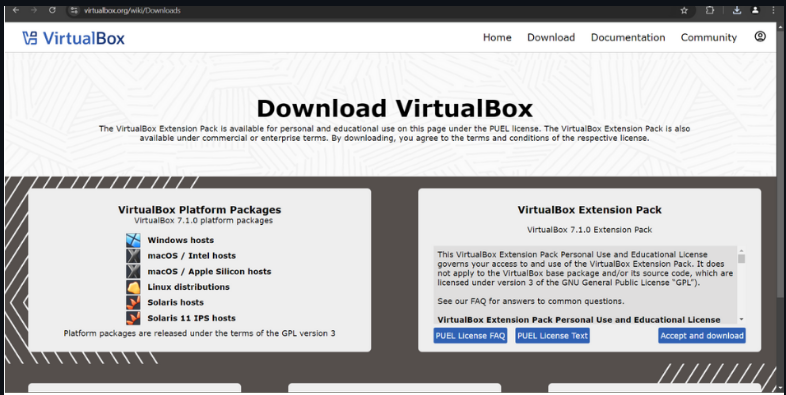 virtualbox.org/wiki/Downloads
VirtualBox
Home Download Documentation Community
Download VirtualBox
The VirtualBox Extension Pack is available for personal and educational use on this page under the PUEL license. The VirtualBox Extension Pack is also
available under commercial or enterprise terms. By downloading, you agree to the terms and conditions of the respective license.
VirtualBox Platform Packages
VirtualBox 7.1.0 platform packages
Windows hosts
macOS / Intel hosts
macOS / Apple Silicon hosts
Linux distributions
Solaris hosts
Solaris 11 IPS hosts
Platform packages are released under the terms of the GPL version 3
VirtualBox Extension Pack
VirtualBox 7.1.0 Extension Pack
This VirtualBox Extension Pack Personal Use and Educational License
governs your access to and use of the VirtualBox Extension Pack. It does
not apply to the VirtualBox base package and/or its source code, which are
licensed under version 3 of the GNU General Public License "GPL").
See our FAQ for answers to common questions.
VirtualBox Extension Pack Personal Use and Educational License
PUEL License FAQ PUEL License Text Accept and download